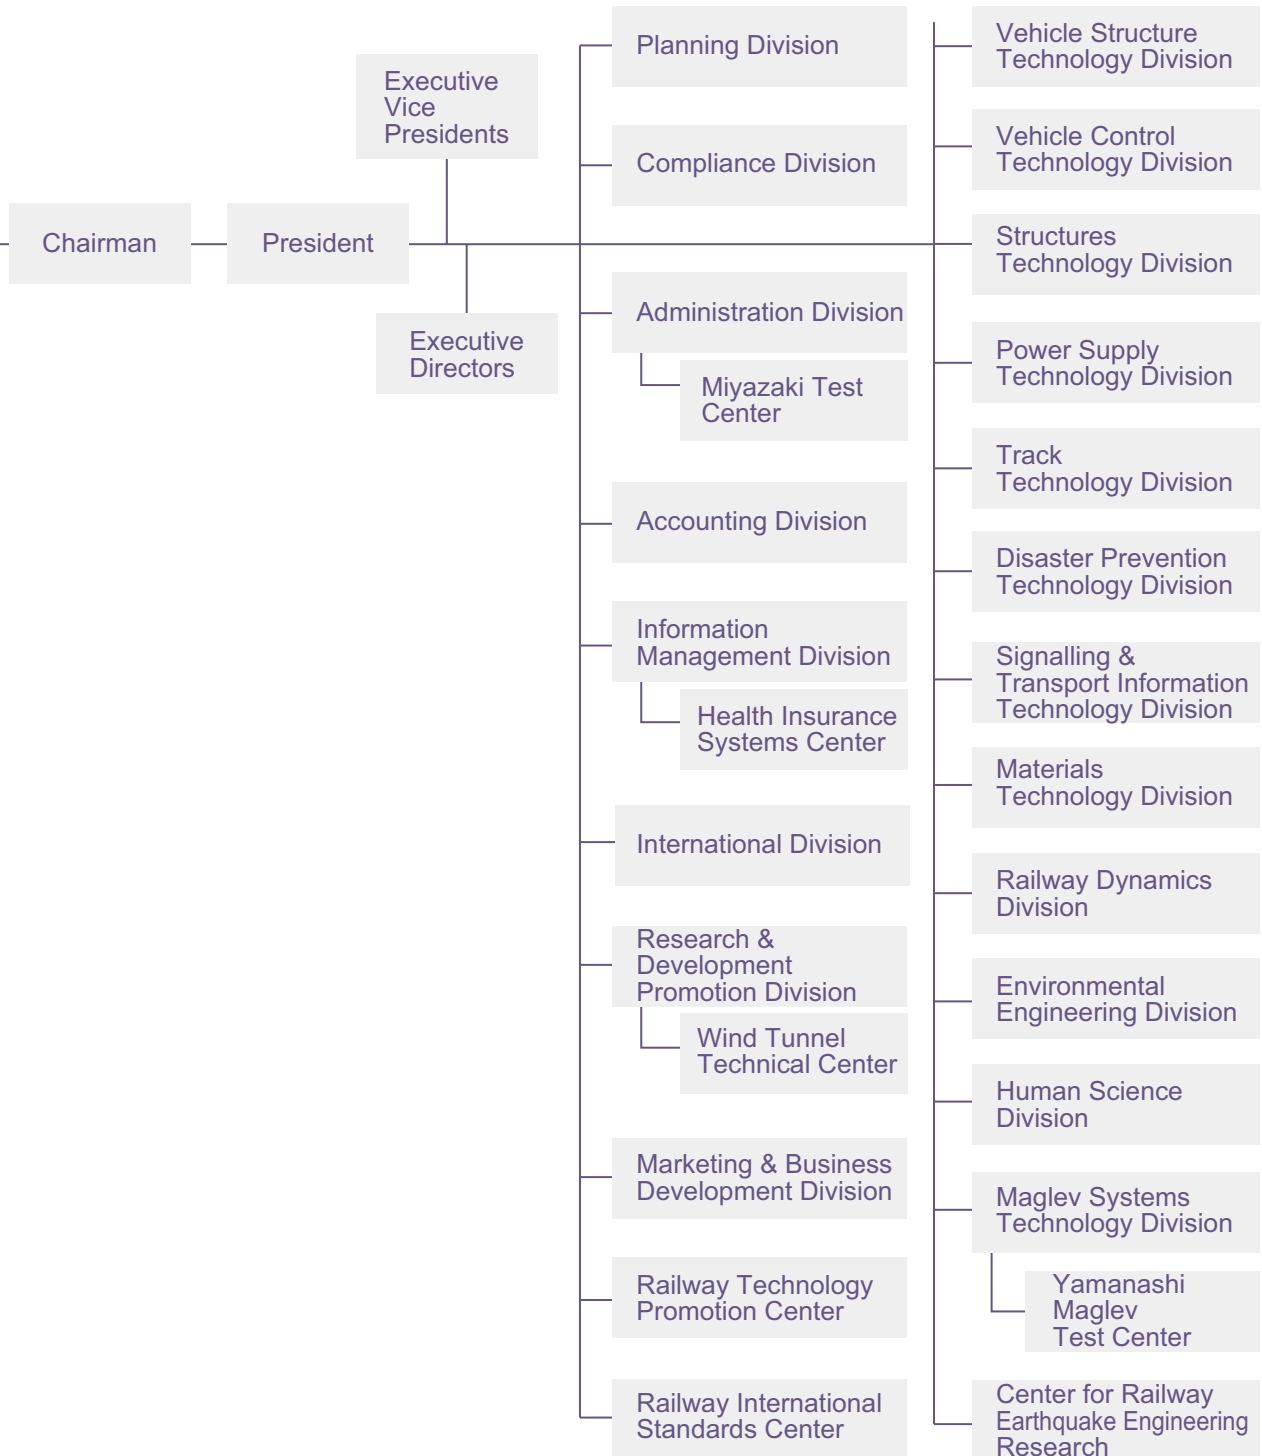 Executive
Vice
Presidents
Chairman
President
Executive
Directors
Planning Division
Compliance Division
Administration Division
Miyazaki Test
Center
Accounting Division
Information
Management Division
Health Insurance
Systems Center
International Division
Research &
Development
Promotion Division
Wind Tunnel
Technical Center
Marketing & Business
Development Division
Railway Technology
Promotion Center
Railway International
Standards Center
Vehicle Structure
Technology Division
Vehicle Control
Technology Division
Structures
Technology Division
Power Supply
Technology Division
Track
Technology Division
Disaster Prevention
Technology Division
Signalling &
Transport Information
Technology Division
Materials
Technology Division
Railway Dynamics
Division
Environmental
Engineering Division
Human Science
Division
Maglev Systems
Technology Division
Yamanashi
Maglev
Test Center
Center for Railway
Earthquake Engineering
Research